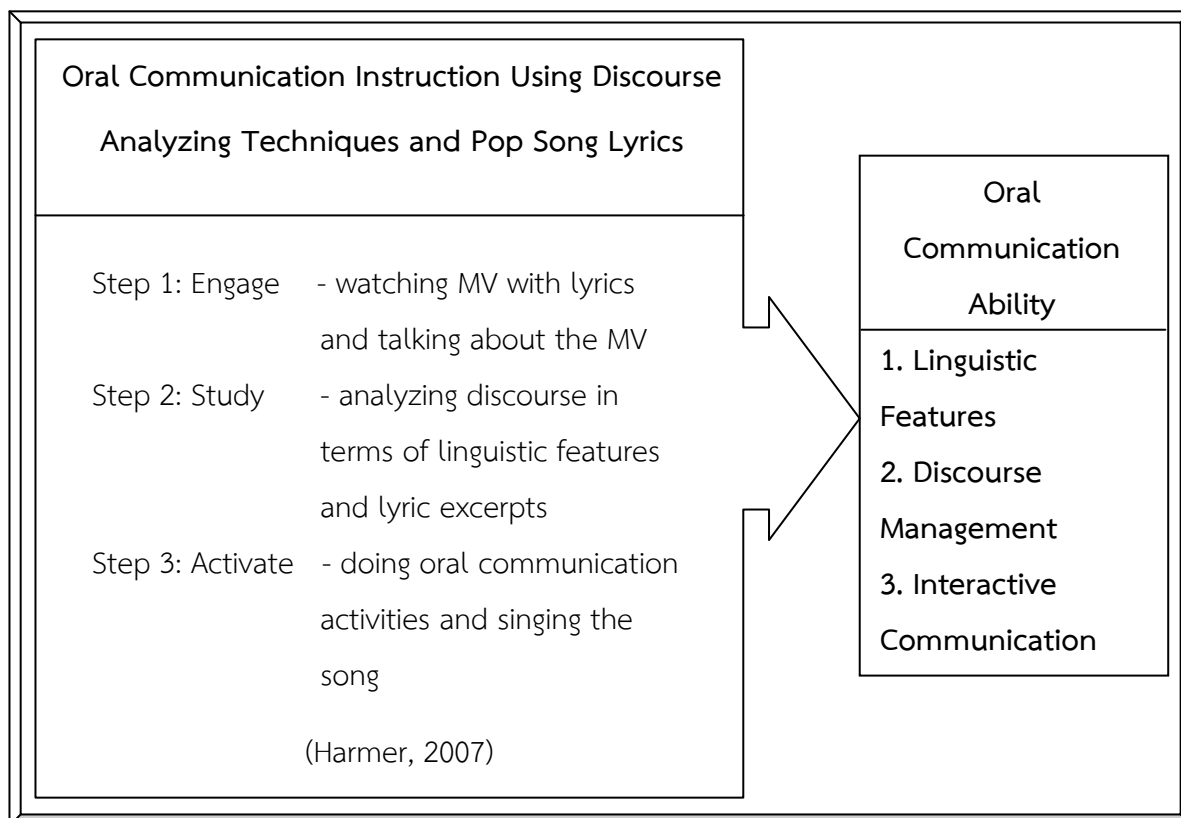 Oral Communication Instruction Using Discourse
Analyzing Techniques and Pop Song Lyrics
Step 1: Engage - watching MV with lyrics
and talking about the MV
Step 2: Study - analyzing discourse in
terms of linguistic features
and lyric excerpts
Step 3: Activate - doing oral communication
activities and singing the
song
(Harmer, 2007)
Oral
Communication
Ability
1. Linguistic
Features
2. Discourse
Management
3. Interactive
Communication